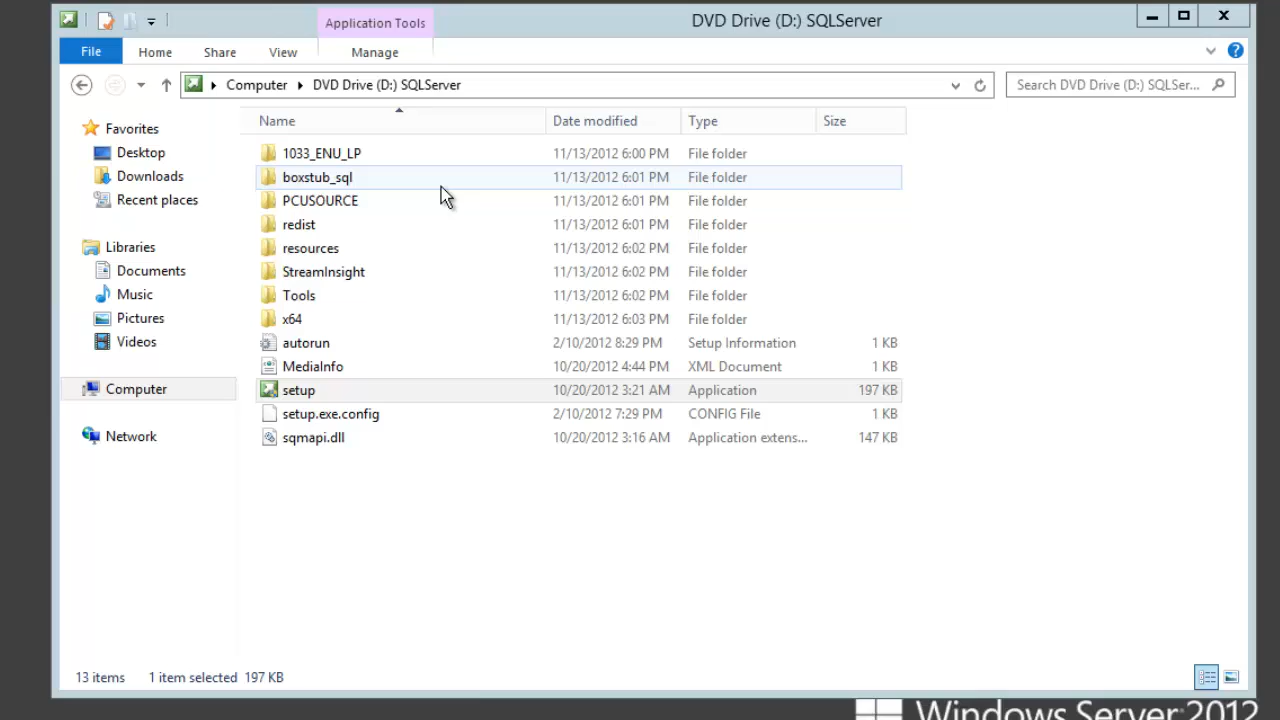 Application Tools
DVD Drive (D:) SQLServer
File
Home
Share
View
Manage
Computer
DVD Drive (D:) SQLServer
Search DVD Drive (D:) SQLSer...
Favorites
Desktop
Downloads
Recent places
Libraries
Documents
Music
Pictures
Videos
Computer
Network
Name Date modified Type Size
1033_ENU_LP 11/13/2012 6:00 PM File folder
boxstub_sql 11/13/2012 6:01 PM File folder
PCUSOURCE 11/13/2012 6:01 PM File folder
redist 11/13/2012 6:01 PM File folder
resources 11/13/2012 6:02 PM File folder
StreamInsight 11/13/2012 6:02 PM File folder
Tools 11/13/2012 6:02 PM File folder
x64 11/13/2012 6:03 PM File folder
autorun 2/10/2012 8:29 PM Setup Information 1 KB
MediaInfo 10/20/2012 4:44 PM XML Document 1 KB
setup 10/20/2012 3:21 AM Application 197 KB
setup.exe.config 2/10/2012 7:29 PM CONFIG File 1 KB
sqmapi.dll 10/20/2012 3:16 AM Application extens... 147 KB
13 items 1 item selected 197 KB
Windows Server 2012